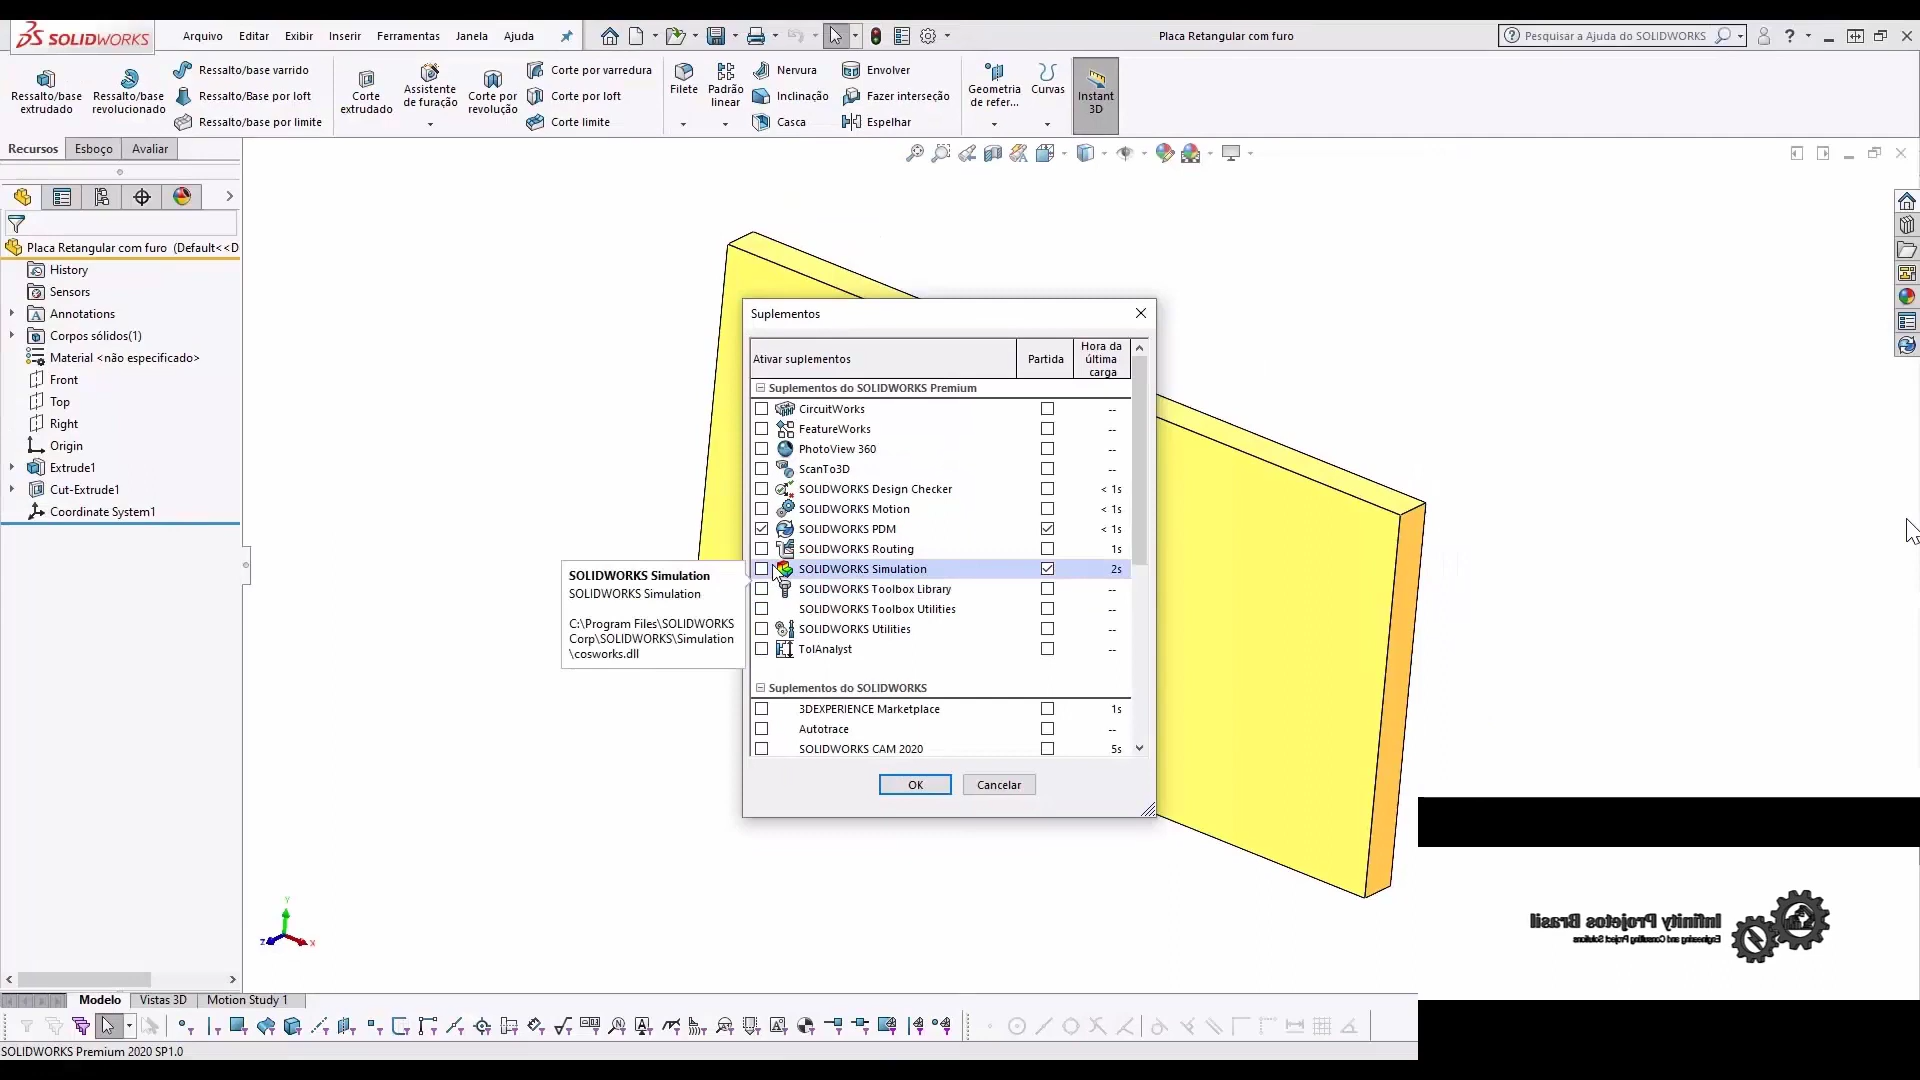 SOLIDWORKS
Arquivo Editar Exibir Inserir Ferramentas Janela Ajuda
Placa Retangular com furo
Pesquisar a Ajuda do SOLIDWORKS
Ressalto/base extrudado
Ressalto/base revolucionado
Ressalto/base varrido
Ressalto/Base por loft
Ressalto/base por limite
Corte extrudado
Assistente de furação
Corte por revolução
Corte por varredura
Corte por loft
Corte limite
Filete
Padrão linear
Nervura
Inclinação
Casca
Envolver
Fazer interseção
Espelhar
Geometria de refer...
Curvas
Instant 3D
Recursos Esboço Avaliar
Placa Retangular com furo (Default<<D
History
Sensors
Annotations
Corpos sólidos(1)
Material <não especificado>
Front
Top
Right
Origin
Extrude1
Cut-Extrude1
Coordinate System1
Suplementos
Ativar suplementos Partida Hora da última carga
Suplementos do SOLIDWORKS Premium
CircuitWorks --
FeatureWorks --
PhotoView 360 --
ScanTo3D --
SOLIDWORKS Design Checker < 1s
SOLIDWORKS Motion < 1s
SOLIDWORKS PDM < 1s
SOLIDWORKS Routing 1s
SOLIDWORKS Simulation 2s
SOLIDWORKS Toolbox Library --
SOLIDWORKS Toolbox Utilities --
SOLIDWORKS Utilities --
TolAnalyst --
Suplementos do SOLIDWORKS
3DEXPERIENCE Marketplace 1s
Autotrace --
SOLIDWORKS CAM 2020 5s
OK Cancelar
SOLIDWORKS Simulation
SOLIDWORKS Simulation
C:\Program Files\SOLIDWORKS
Corp\SOLIDWORKS\Simulation
\cosworks.dll
Y
Z X
Infinity Projetos Brasil
Engineering and Consulting Project Solutions
Modelo Vistas 3D Motion Study 1
SOLIDWORKS Premium 2020 SP1.0